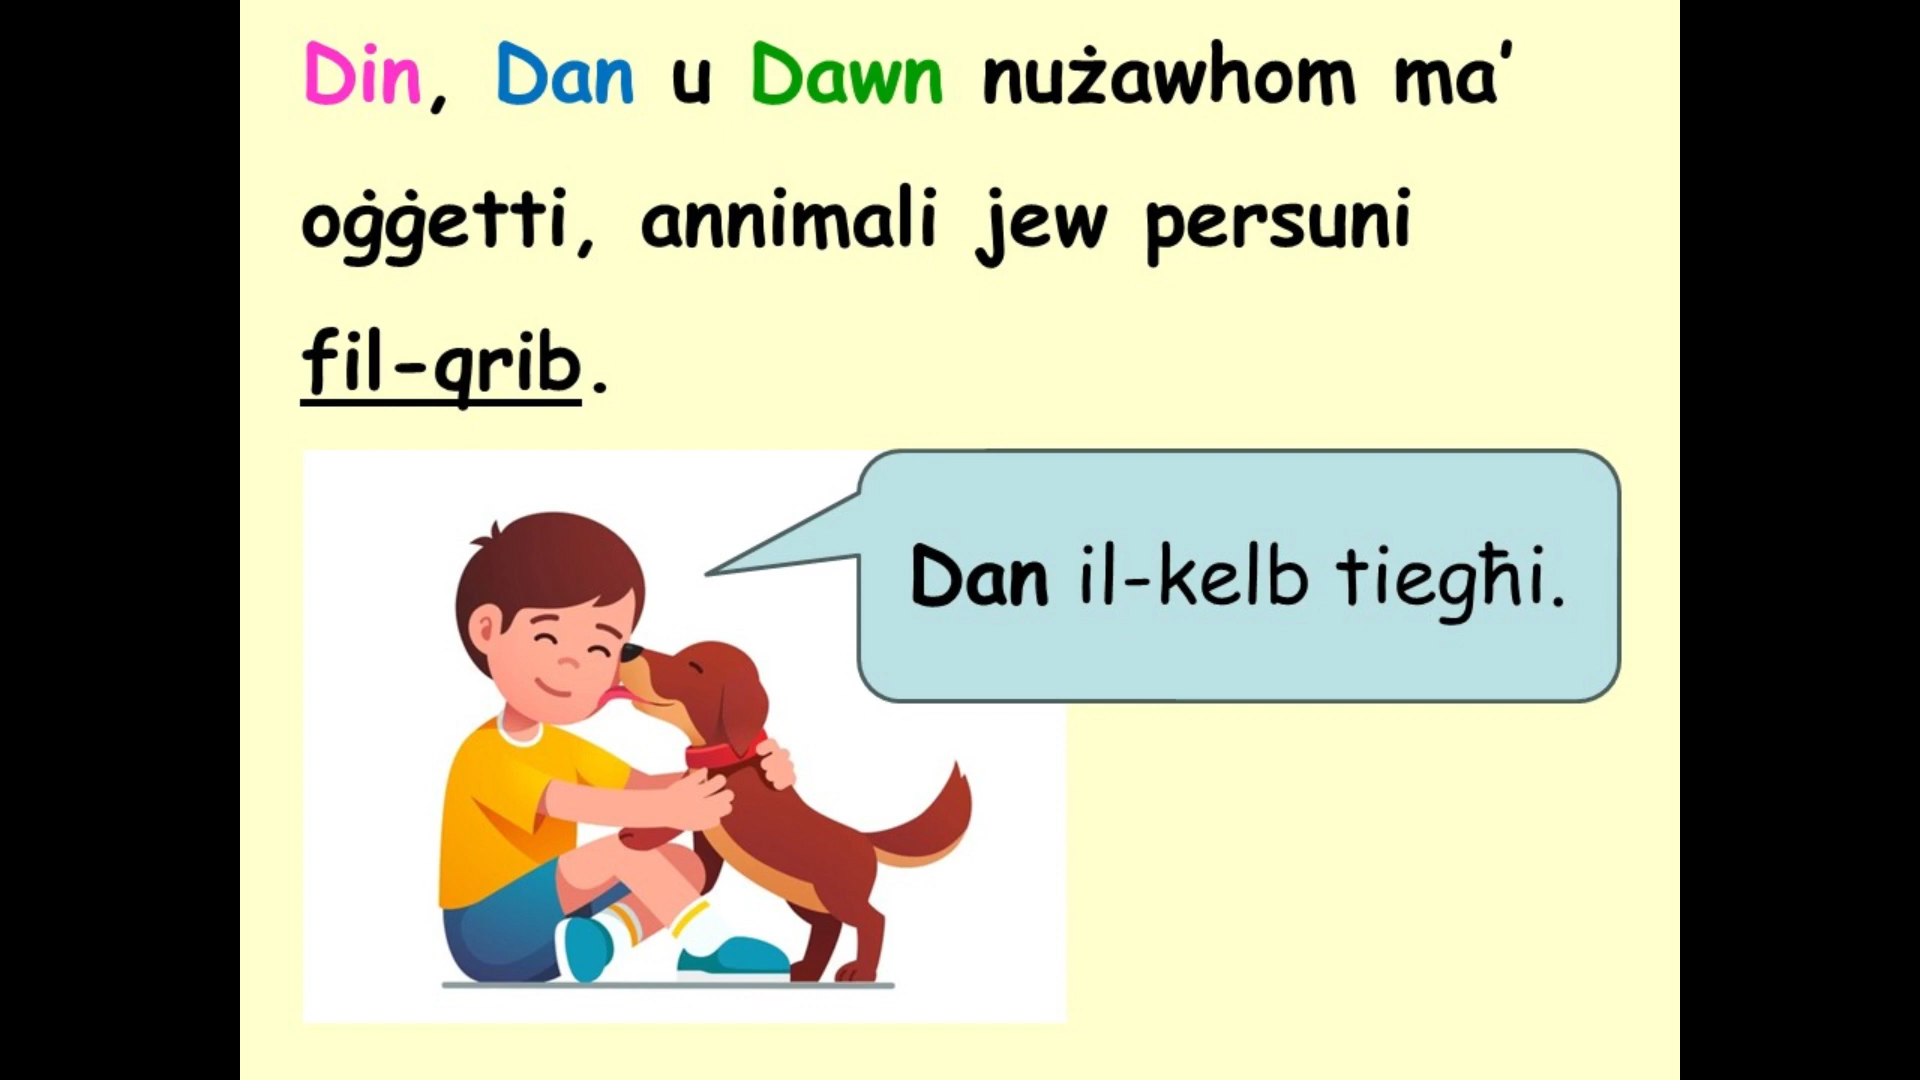 Din, Dan u Dawn nużawhom ma'
oġġetti, annimali jew persuni
fil-qrib.
Dan il-kelb tiegħi.